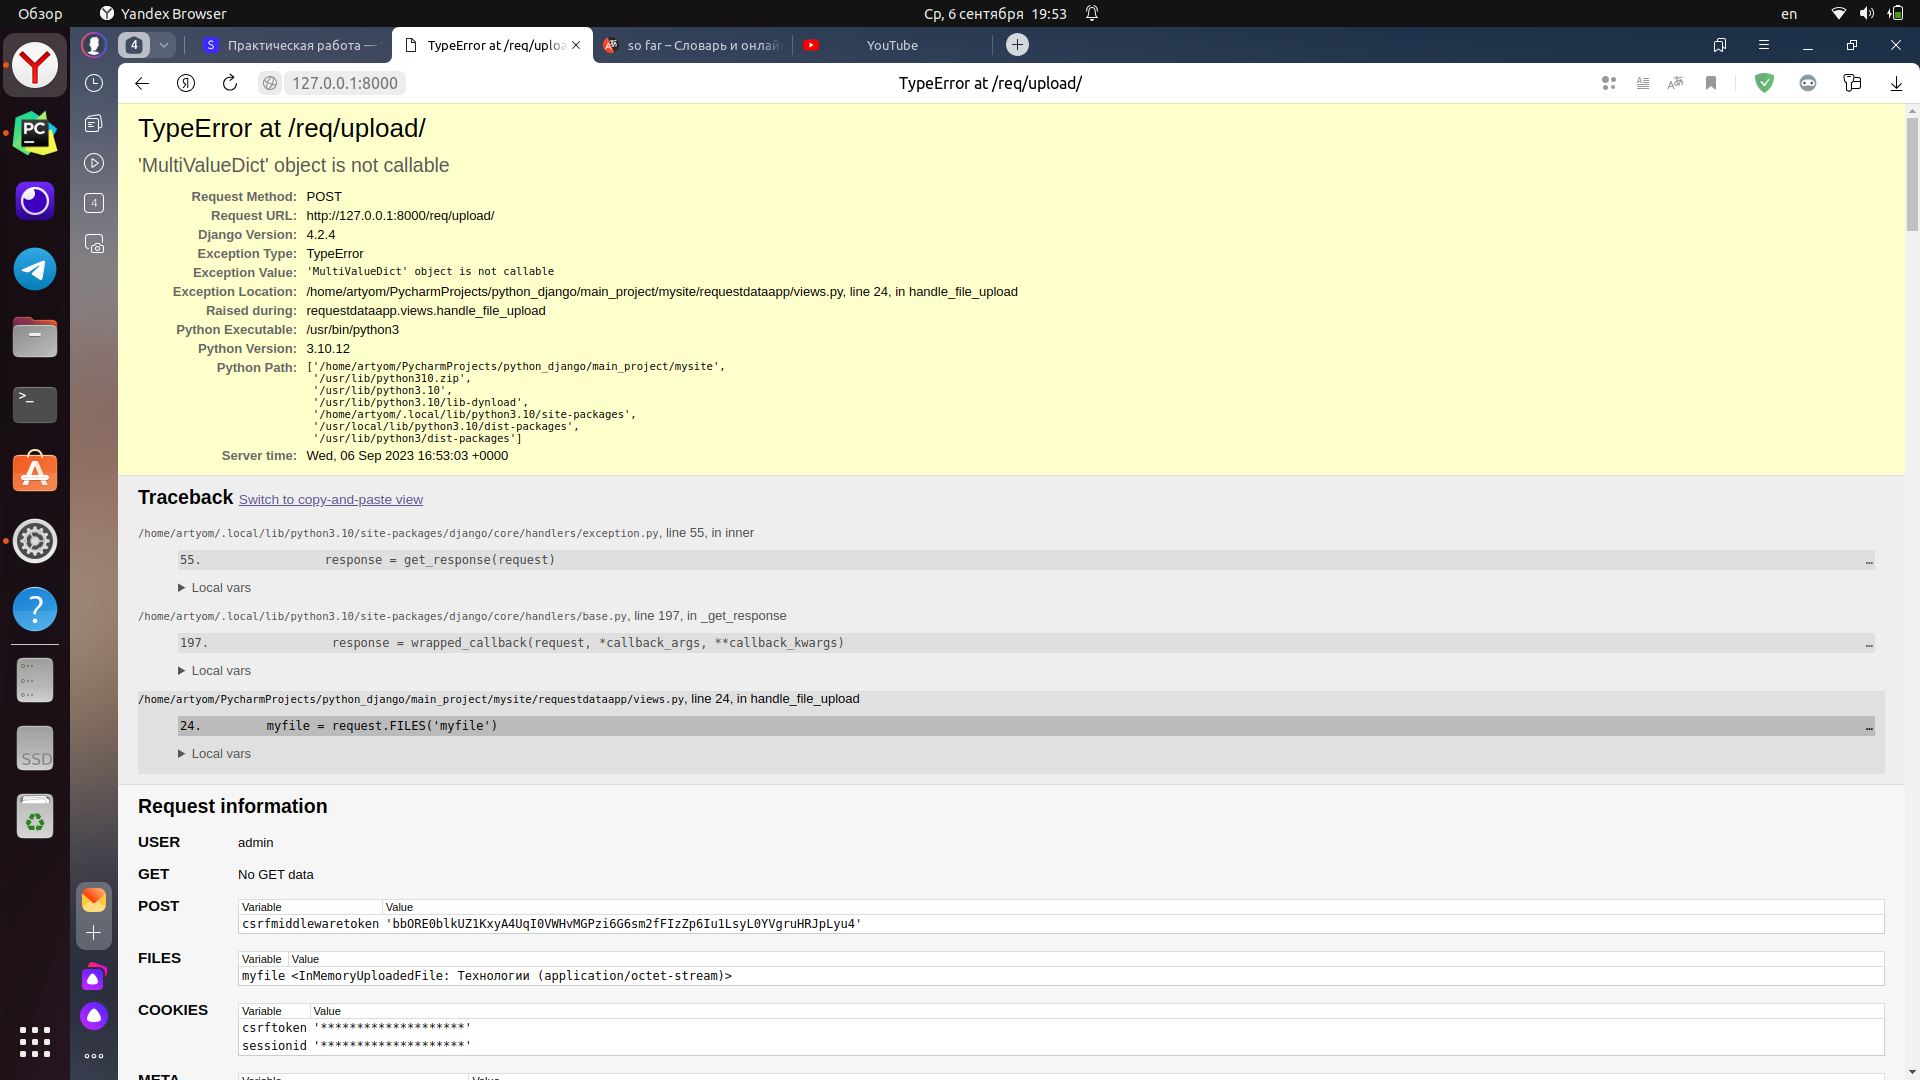 Обзор
Yandex Browser
Ср, 6 сентября 19:53
en
4
Практическая работа —
TypeError at /req/uploa
so far – Словарь и онлай
YouTube
127.0.0.1:8000
TypeError at /req/upload/
TypeError at /req/upload/
'MultiValueDict' object is not callable
Request Method: POST
Request URL: http://127.0.0.1:8000/req/upload/
Django Version: 4.2.4
Exception Type: TypeError
Exception Value: 'MultiValueDict' object is not callable
Exception Location: /home/artyom/PycharmProjects/python_django/main_project/mysite/requestdataapp/views.py, line 24, in handle_file_upload
Raised during: requestdataapp.views.handle_file_upload
Python Executable: /usr/bin/python3
Python Version: 3.10.12
Python Path: ['/home/artyom/PycharmProjects/python_django/main_project/mysite',
'/usr/lib/python310.zip',
'/usr/lib/python3.10',
'/usr/lib/python3.10/lib-dynload',
'/home/artyom/.local/lib/python3.10/site-packages',
'/usr/local/lib/python3.10/dist-packages',
'/usr/lib/python3/dist-packages']
Server time: Wed, 06 Sep 2023 16:53:03 +0000
Traceback Switch to copy-and-paste view
/home/artyom/.local/lib/python3.10/site-packages/django/core/handlers/exception.py, line 55, in inner
55. response = get_response(request) …
▶ Local vars
/home/artyom/.local/lib/python3.10/site-packages/django/core/handlers/base.py, line 197, in _get_response
197. response = wrapped_callback(request, *callback_args, **callback_kwargs) …
▶ Local vars
/home/artyom/PycharmProjects/python_django/main_project/mysite/requestdataapp/views.py, line 24, in handle_file_upload
24. myfile = request.FILES('myfile') …
▶ Local vars
Request information
USER admin
GET No GET data
POST Variable Value
csrfmiddlewaretoken 'bbORE0blkUZ1KxyA4UqI0VWHvMGPzi6G6sm2fFIzZp6Iu1LsyL0YVgruHRJpLyu4'
FILES Variable Value
myfile <InMemoryUploadedFile: Технологии (application/octet-stream)>
COOKIES Variable Value
csrftoken '********************'
sessionid '********************'
META Variable Value
PC
4
SSD